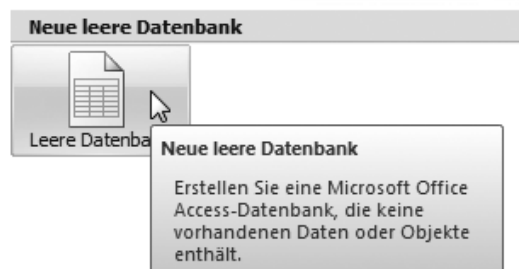 Neue leere Datenbank
Leere Datenba
Neue leere Datenbank
Erstellen Sie eine Microsoft Office
Access-Datenbank, die keine
vorhandenen Daten oder Objekte
enthält.